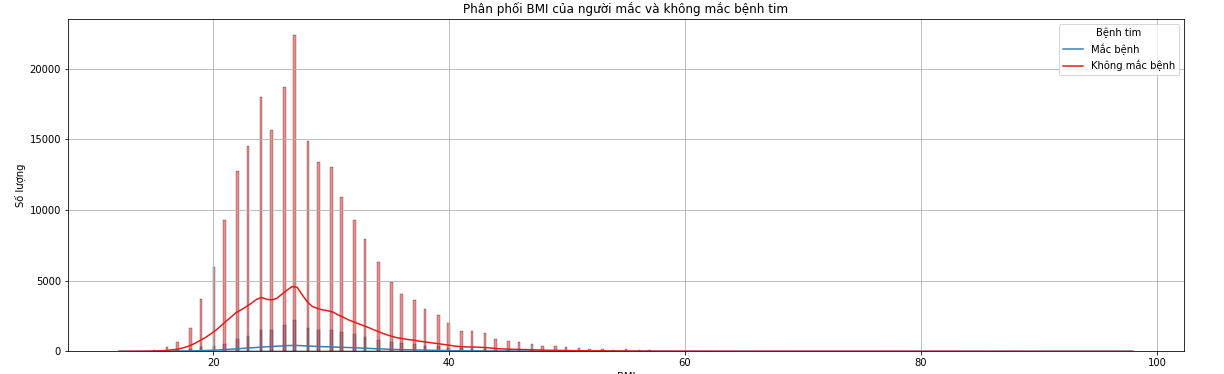 Phân phối BMI của người mắc và không mắc bệnh tim
Bệnh tim
Mắc bệnh
Không mắc bệnh
Số lượng
20000
15000
10000
5000
0
20
40
60
80
100
BMI